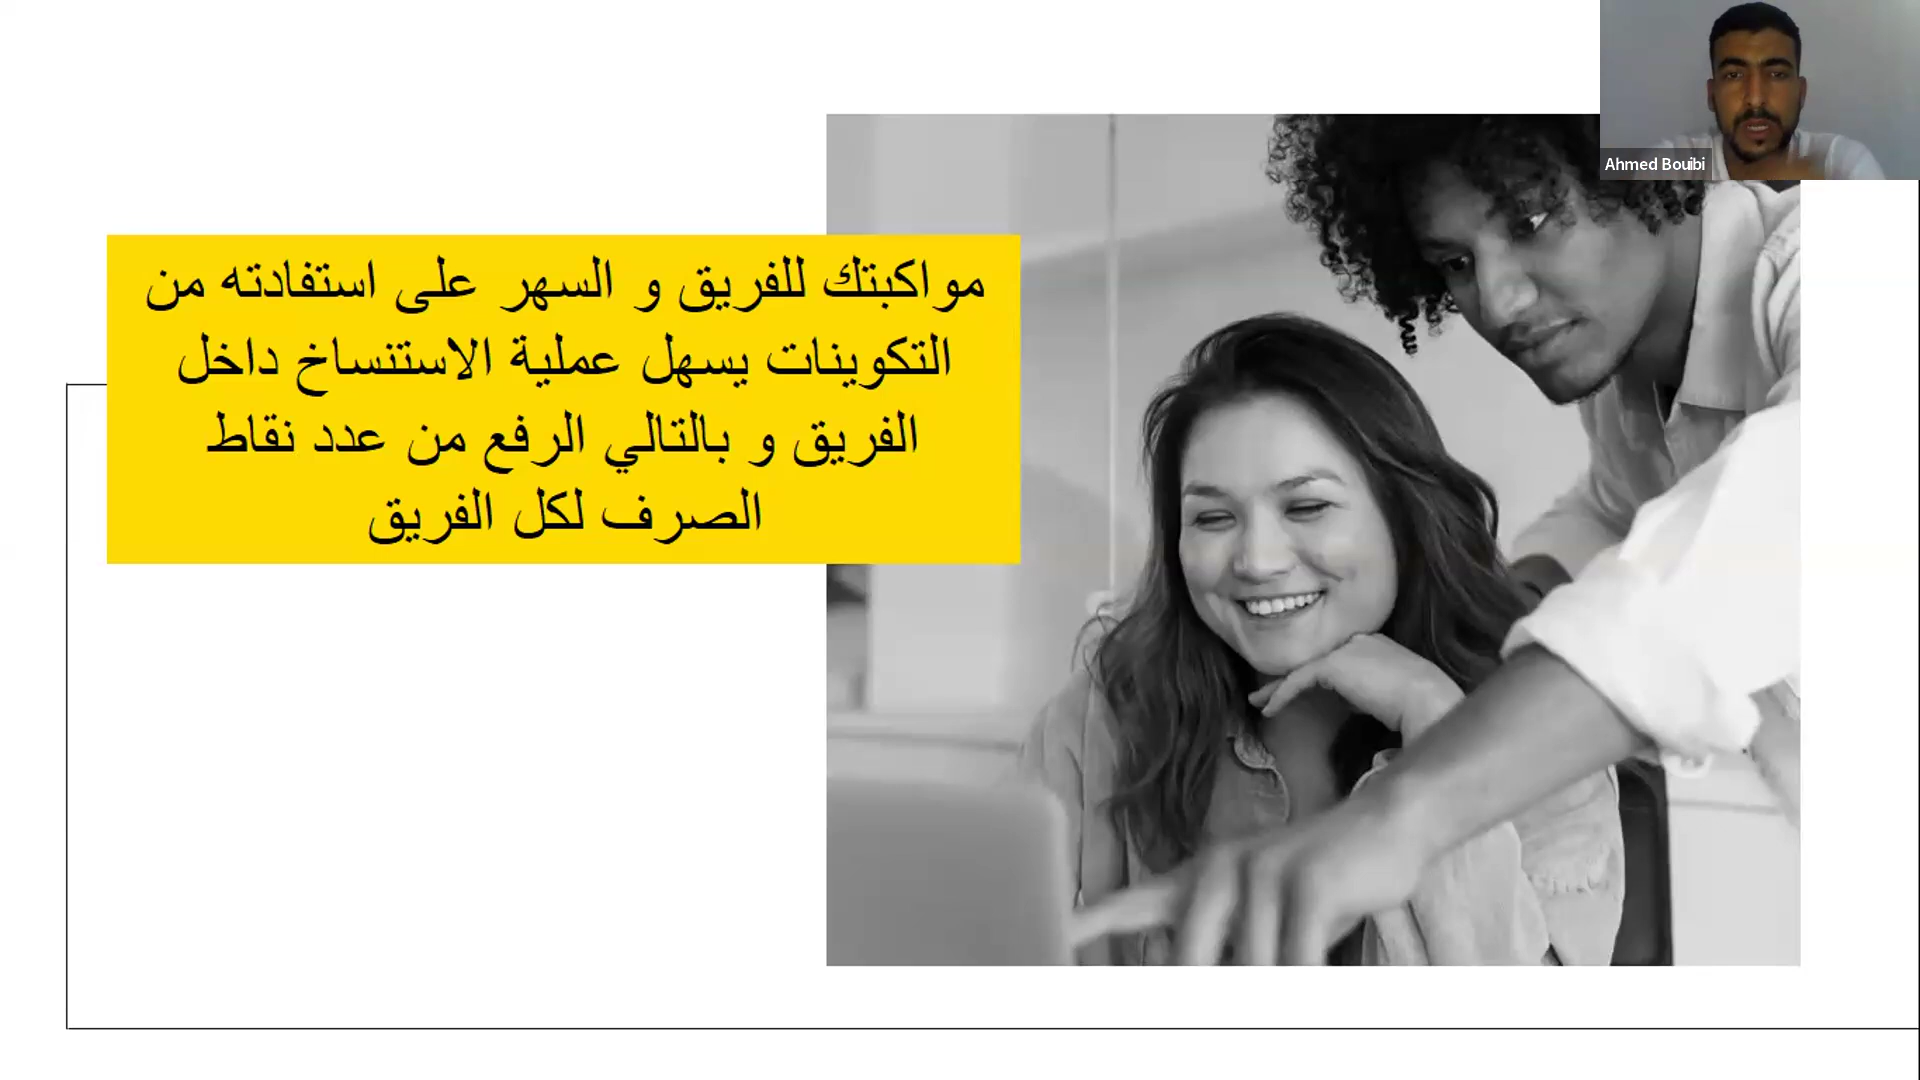 Ahmed Bouibi
مواكبتك للفريق و السهر على استفادته من
التكوينات يسهل عملية الاستنساخ داخل
الفريق و بالتالي الرفع من عدد نقاط
الصرف لكل الفريق